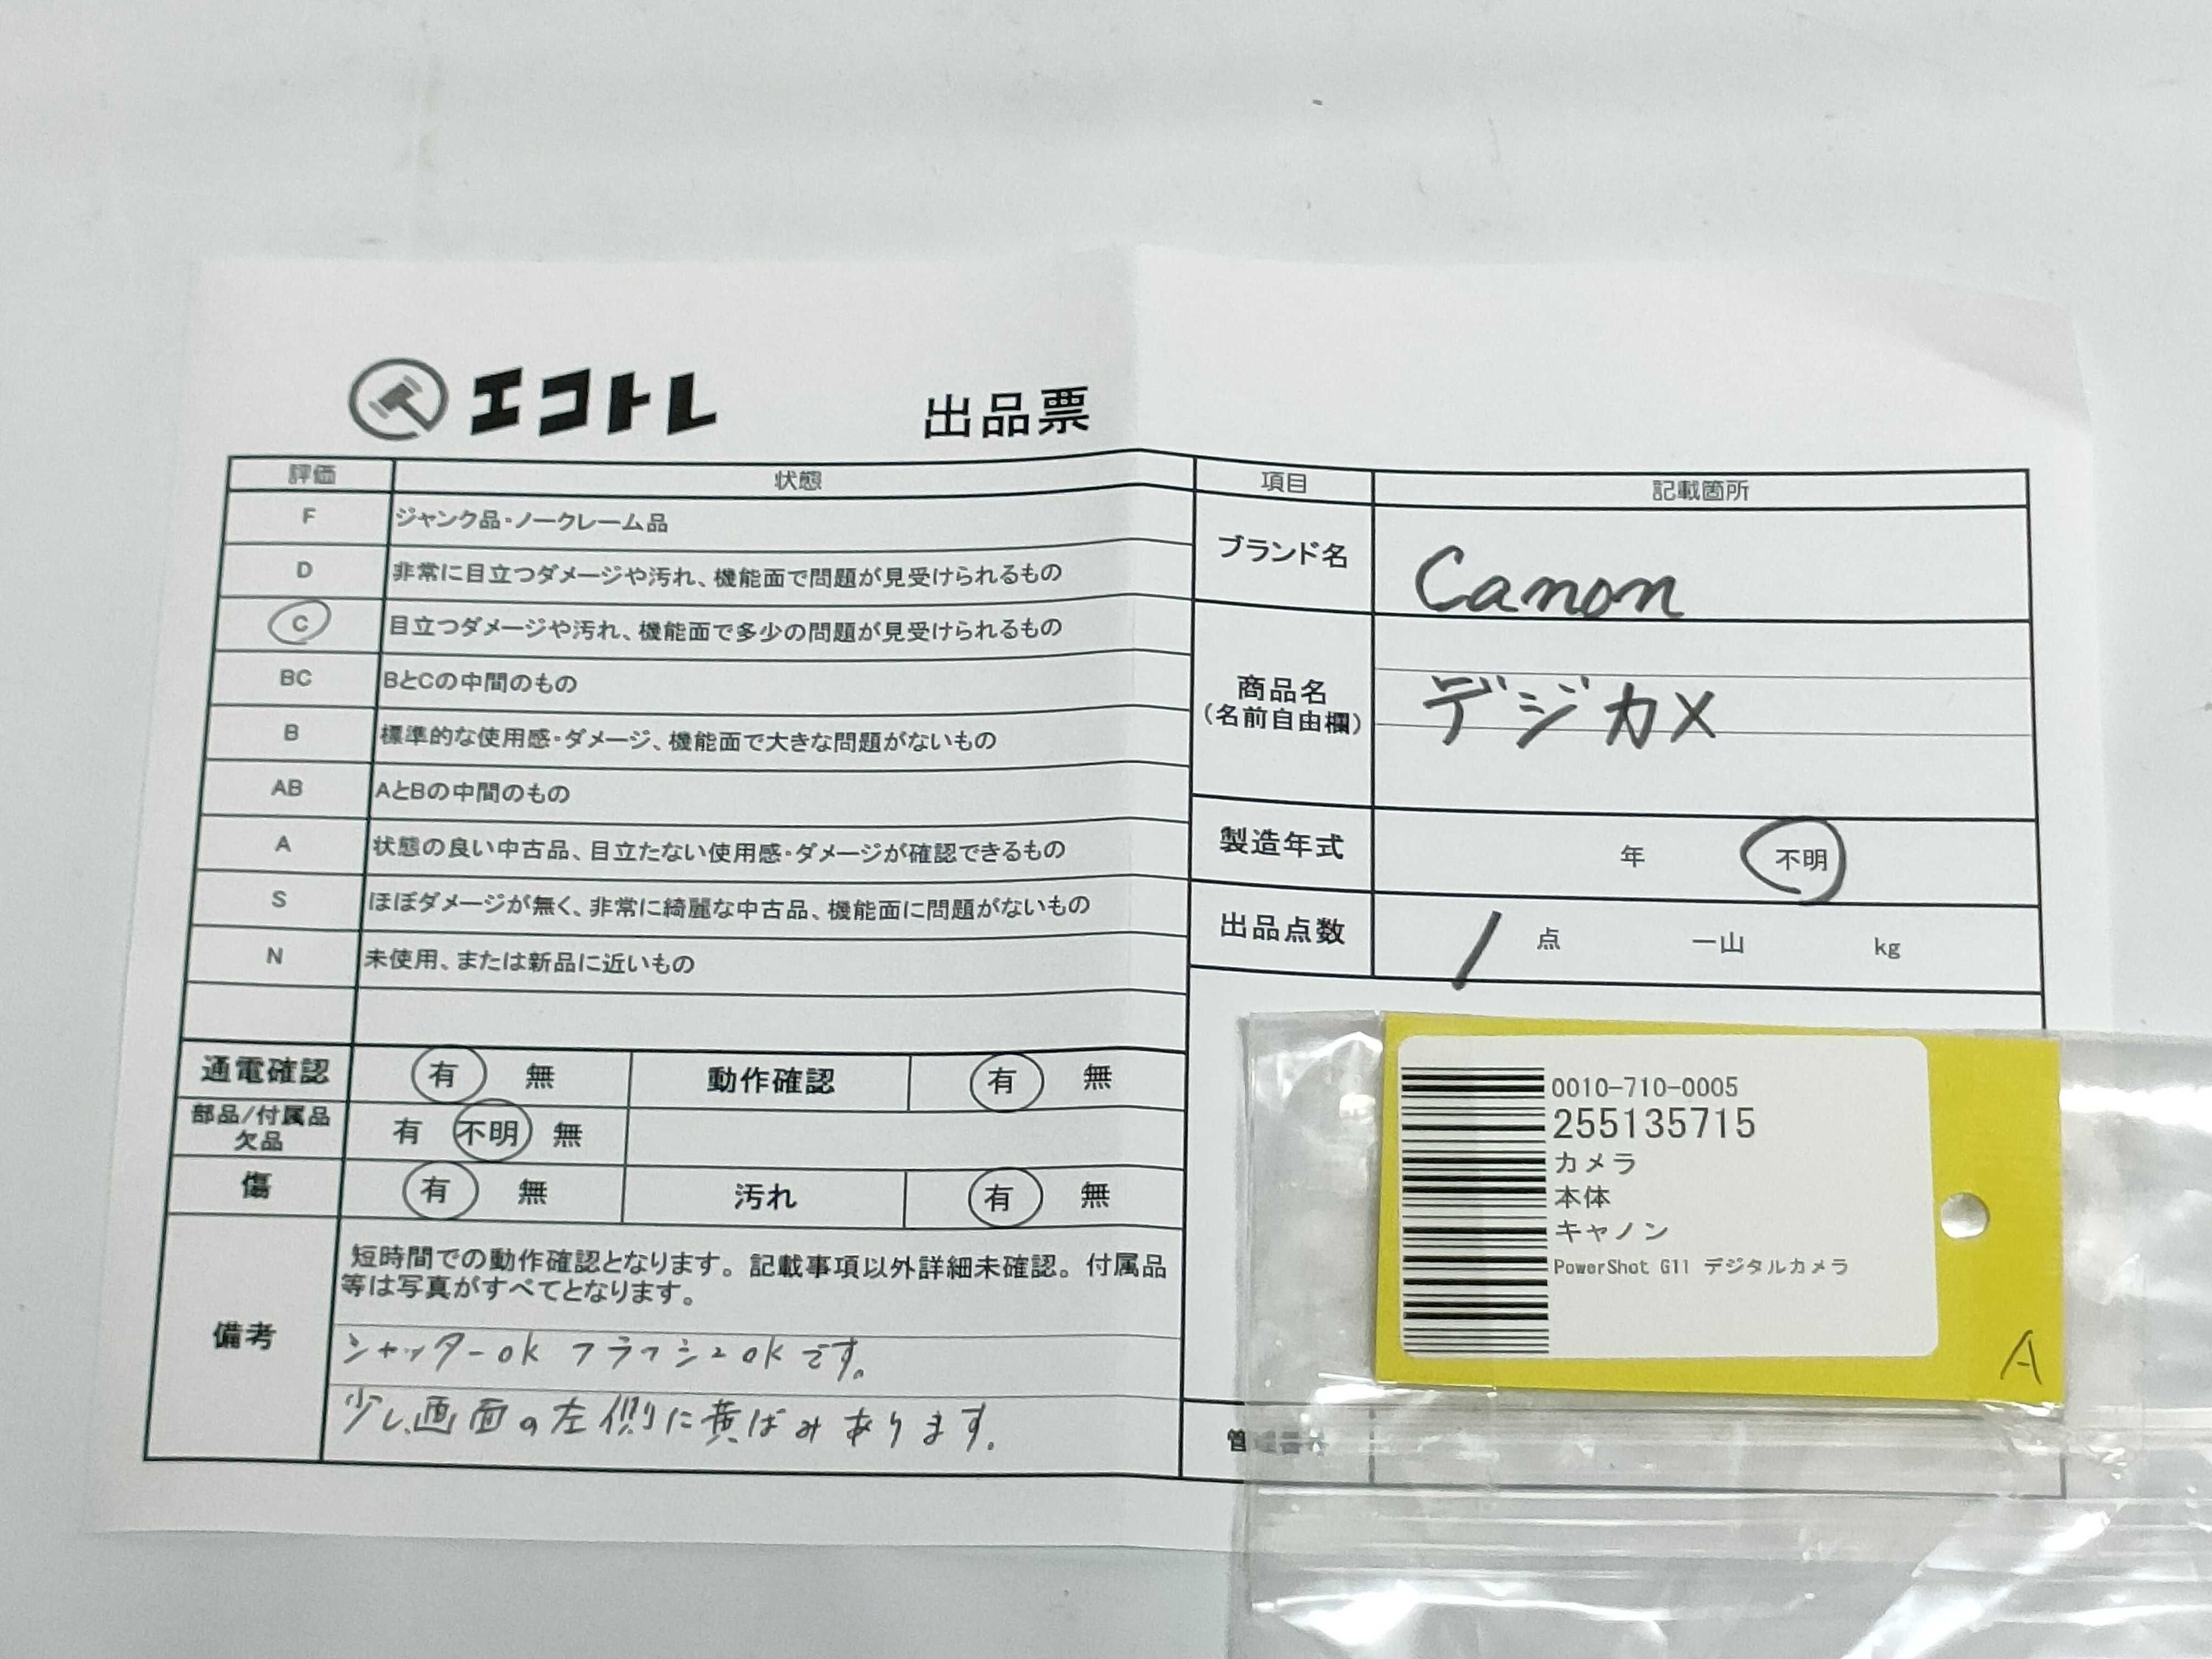 エコトレ 出品票
評価 状態
F ジャンク品・ノークレーム品
D 非常に目立つダメージや汚れ、機能面で問題が見受けられるもの
C 目立つダメージや汚れ、機能面で多少の問題が見受けられるもの
BC BとCの中間のもの
B 標準的な使用感・ダメージ、機能面で大きな問題がないもの
AB AとBの中間のもの
A 状態の良い中古品、目立たない使用感・ダメージが確認できるもの
S ほぼダメージが無く、非常に綺麗な中古品、機能面に問題がないもの
N 未使用、または新品に近いもの
通電確認 有 無 動作確認 有 無
部品/付属品
欠品 有 不明 無
傷 有 無 汚れ 有 無
備考
短時間での動作確認となります。記載事項以外詳細未確認。付属品
等は写真がすべてとなります。
シャッターok フラッシュokです。
少し画面の左側に黄ばみあります。
項目 記載箇所
ブランド名 Canon
商品名
(名前自由欄) デジカメ
製造年式 年 不明
出品点数 1 点 一山 kg
0010-710-0005
255135715
カメラ
本体
キャノン
PowerShot G11 デジタルカメラ
A
管